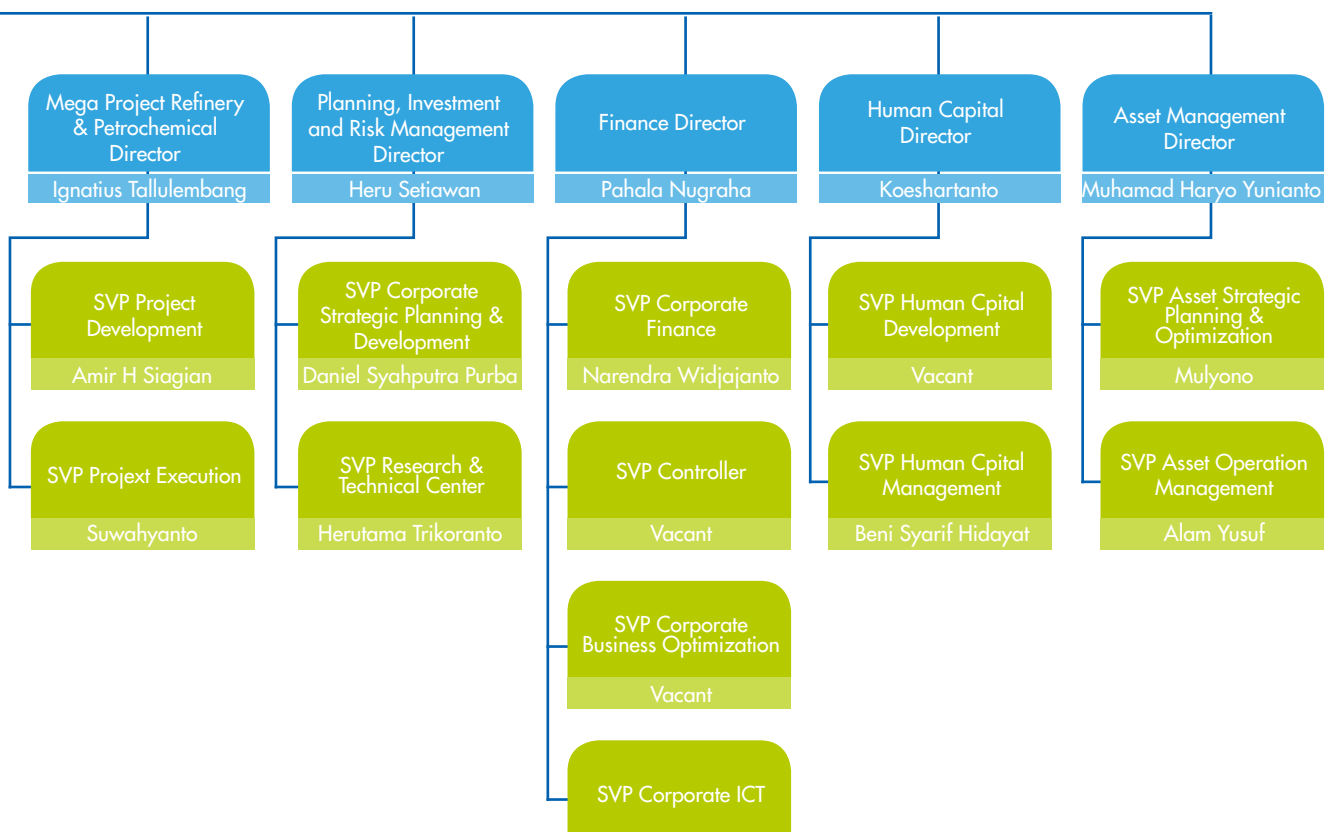 Mega Project Refinery
& Petrochemical
Director
Ignatius Tallulembang
Planning, Investment
and Risk Management
Director
Heru Setiawan
Finance Director
Pahala Nugraha
Human Capital
Director
Koeshartanto
Asset Management
Director
Muhamad Haryo Yunianto
SVP Project
Development
Amir H Siagian
SVP Corporate
Strategic Planning &
Development
Daniel Syahputra Purba
SVP Corporate
Finance
Narendra Widjajanto
SVP Human Cpital
Development
Vacant
SVP Asset Strategic
Planning &
Optimization
Mulyono
SVP Projext Execution
Suwahyanto
SVP Research &
Technical Center
Herutama Trikoranto
SVP Controller
Vacant
SVP Human Cpital
Management
Beni Syarif Hidayat
SVP Asset Operation
Management
Alam Yusuf
SVP Corporate
Business Optimization
Vacant
SVP Corporate ICT